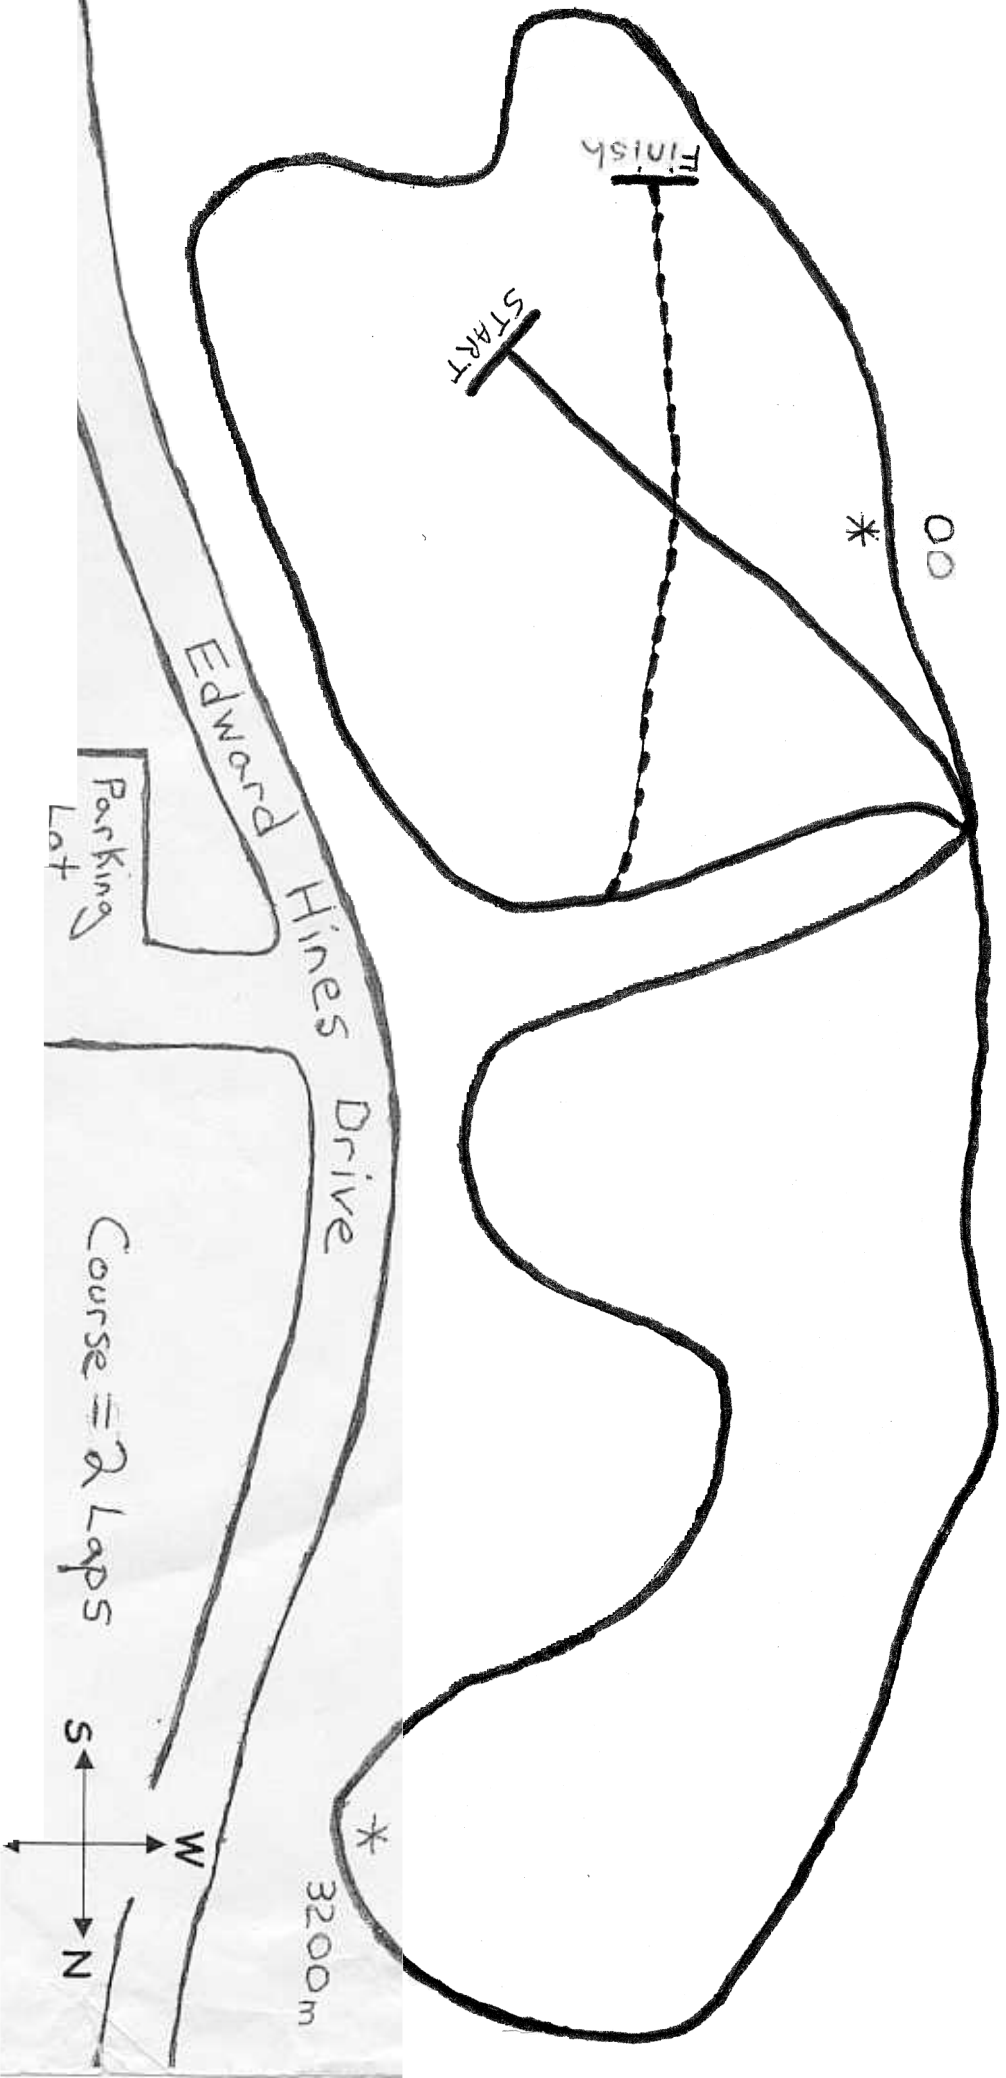 Finish
START
00
Edward Hines Drive
Parking
Lot
Course = 2 Laps
S
W
N
3200m